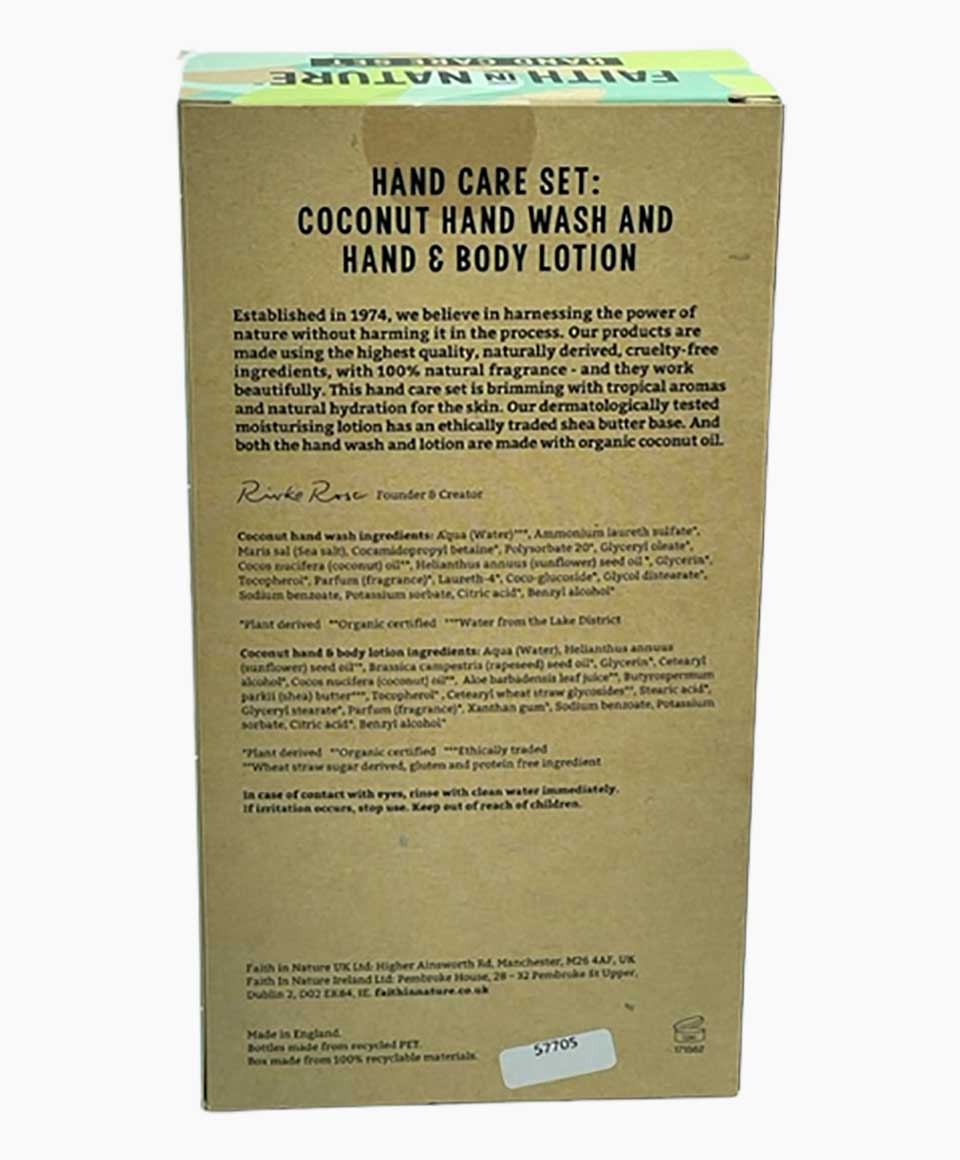 FAITH IN NATURE
HAND CARE SET
HAND CARE SET:
COCONUT HAND WASH AND
HAND & BODY LOTION
Established in 1974, we believe in harnessing the power of
nature without harming it in the process. Our products are
made using the highest quality, naturally derived, cruelty-free
ingredients, with 100% natural fragrance - and they work
beautifully. This hand care set is brimming with tropical aromas
and natural hydration for the skin. Our dermatologically tested
moisturising lotion has an ethically traded shea butter base. And
both the hand wash and lotion are made with organic coconut oil.
Rivke Rose Founder & Creator
Coconut hand wash ingredients: Aqua (Water)***, Ammonium laureth sulfate*,
Maris sal (Sea salt), Cocamidopropyl betaine*, Polysorbate 20*, Glyceryl oleate*,
Cocos nucifera (coconut) oil**, Helianthus annuus (sunflower) seed oil*, Glycerin*,
Tocopherol*, Parfum (fragrance)*, Laureth-4*, Coco-glucoside*, Glycol distearate*,
Sodium benzoate, Potassium sorbate, Citric acid*, Benzyl alcohol*
*Plant derived **Organic certified ***Water from the Lake District
Coconut hand & body lotion ingredients: Aqua (Water), Helianthus annuus
(sunflower) seed oil**, Brassica campestris (rapeseed) seed oil*, Glycerin*, Cetearyl
alcohol*, Cocos nucifera (coconut) oil**, Aloe barbadensis leaf juice**, Butyrospermum
parkii (shea) butter***, Tocopherol*, Cetearyl wheat straw glycosides**, Stearic acid*,
Glyceryl stearate*, Parfum (fragrance)*, Xanthan gum*, Sodium benzoate, Potassium
sorbate, Citric acid*, Benzyl alcohol*
*Plant derived **Organic certified ***Ethically traded
**Wheat straw sugar derived, gluten and protein free ingredient
In case of contact with eyes, rinse with clean water immediately.
If irritation occurs, stop use. Keep out of reach of children.
Faith in Nature UK Ltd: Higher Ainsworth Rd, Manchester, M26 4AF, UK
Faith In Nature Ireland Ltd: Pembroke House, 28 - 32 Pembroke St Upper,
Dublin 2, D02 EK84, IE. faithinnature.co.uk
Made in England.
Bottles made from recycled PET.
Box made from 100% recyclable materials.
57705